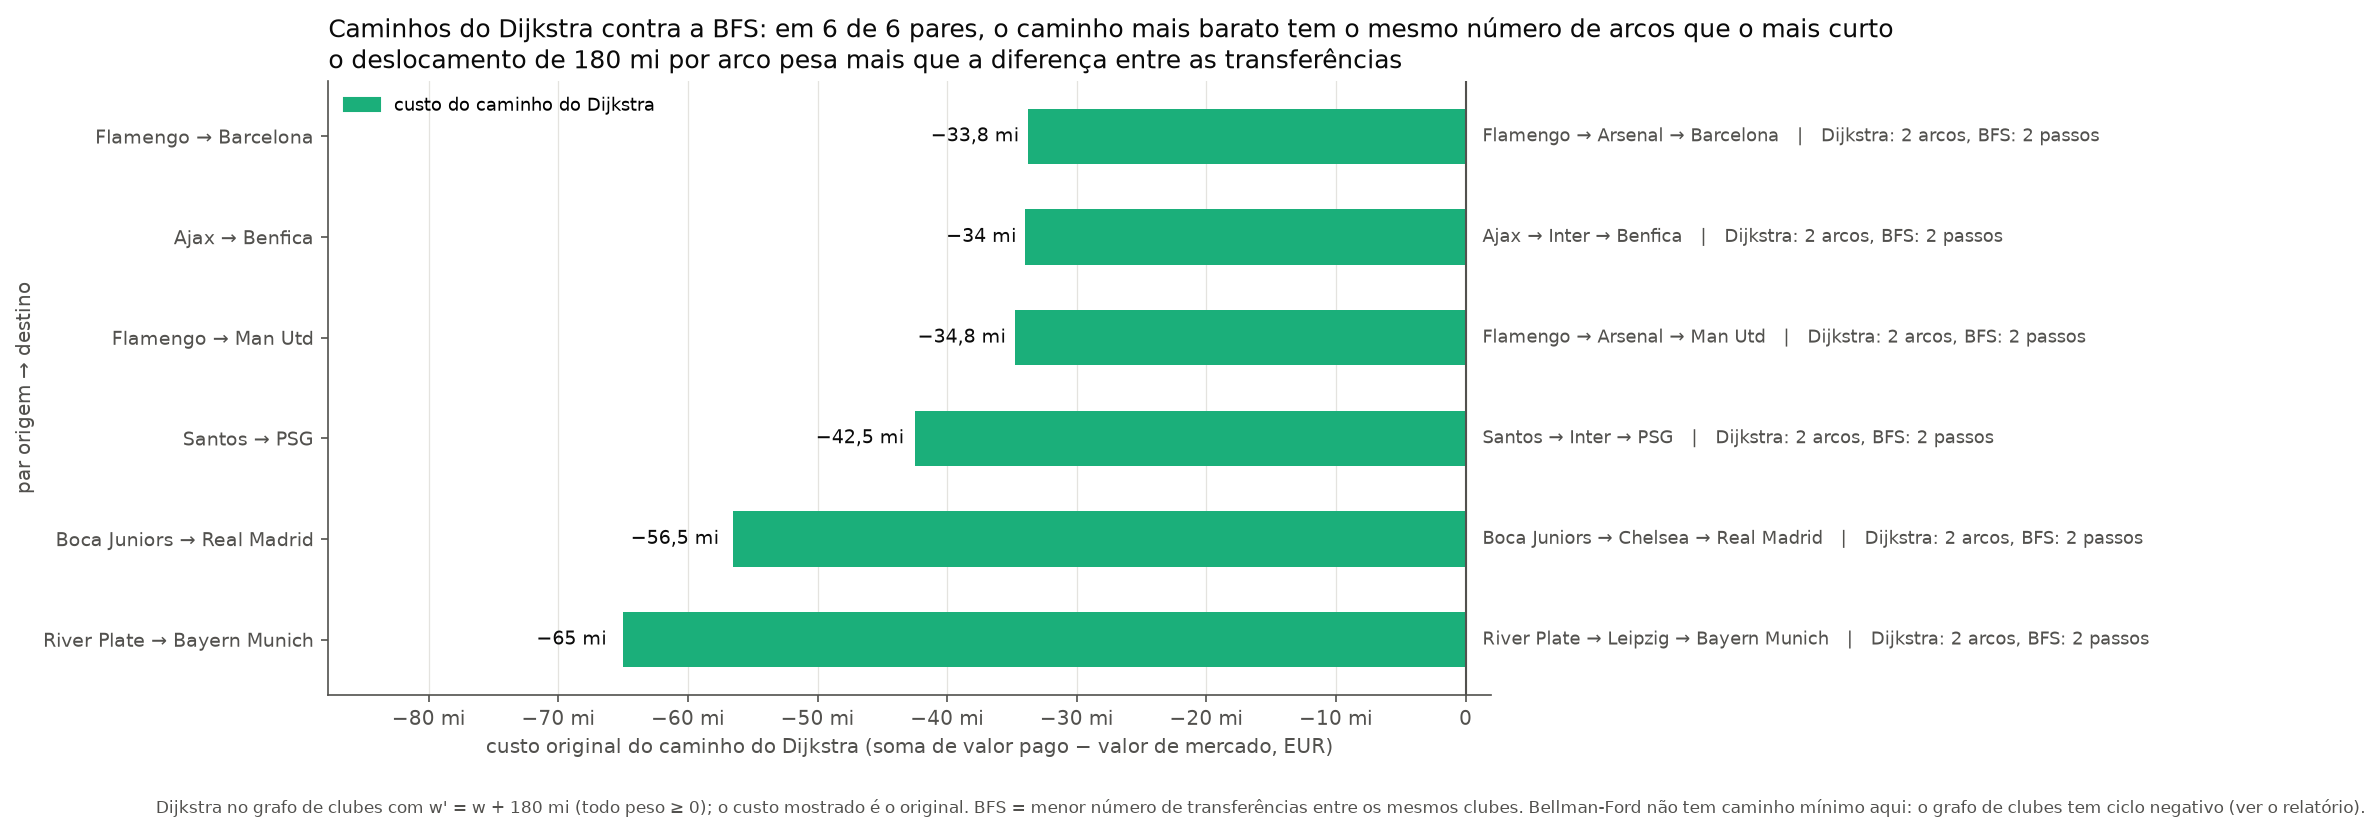 Caminhos do Dijkstra contra a BFS: em 6 de 6 pares, o caminho mais barato tem o mesmo número de arcos que o mais curto
o deslocamento de 180 mi por arco pesa mais que a diferença entre as transferências
custo do caminho do Dijkstra
par origem → destino
Flamengo → Barcelona
−33,8 mi
Flamengo → Arsenal → Barcelona | Dijkstra: 2 arcos, BFS: 2 passos
Ajax → Benfica
−34 mi
Ajax → Inter → Benfica | Dijkstra: 2 arcos, BFS: 2 passos
Flamengo → Man Utd
−34,8 mi
Flamengo → Arsenal → Man Utd | Dijkstra: 2 arcos, BFS: 2 passos
Santos → PSG
−42,5 mi
Santos → Inter → PSG | Dijkstra: 2 arcos, BFS: 2 passos
Boca Juniors → Real Madrid
−56,5 mi
Boca Juniors → Chelsea → Real Madrid | Dijkstra: 2 arcos, BFS: 2 passos
River Plate → Bayern Munich
−65 mi
River Plate → Leipzig → Bayern Munich | Dijkstra: 2 arcos, BFS: 2 passos
−80 mi −70 mi −60 mi −50 mi −40 mi −30 mi −20 mi −10 mi 0
custo original do caminho do Dijkstra (soma de valor pago − valor de mercado, EUR)
Dijkstra no grafo de clubes com w' = w + 180 mi (todo peso ≥ 0); o custo mostrado é o original. BFS = menor número de transferências entre os mesmos clubes. Bellman-Ford não tem caminho mínimo aqui: o grafo de clubes tem ciclo negativo (ver o relatório).